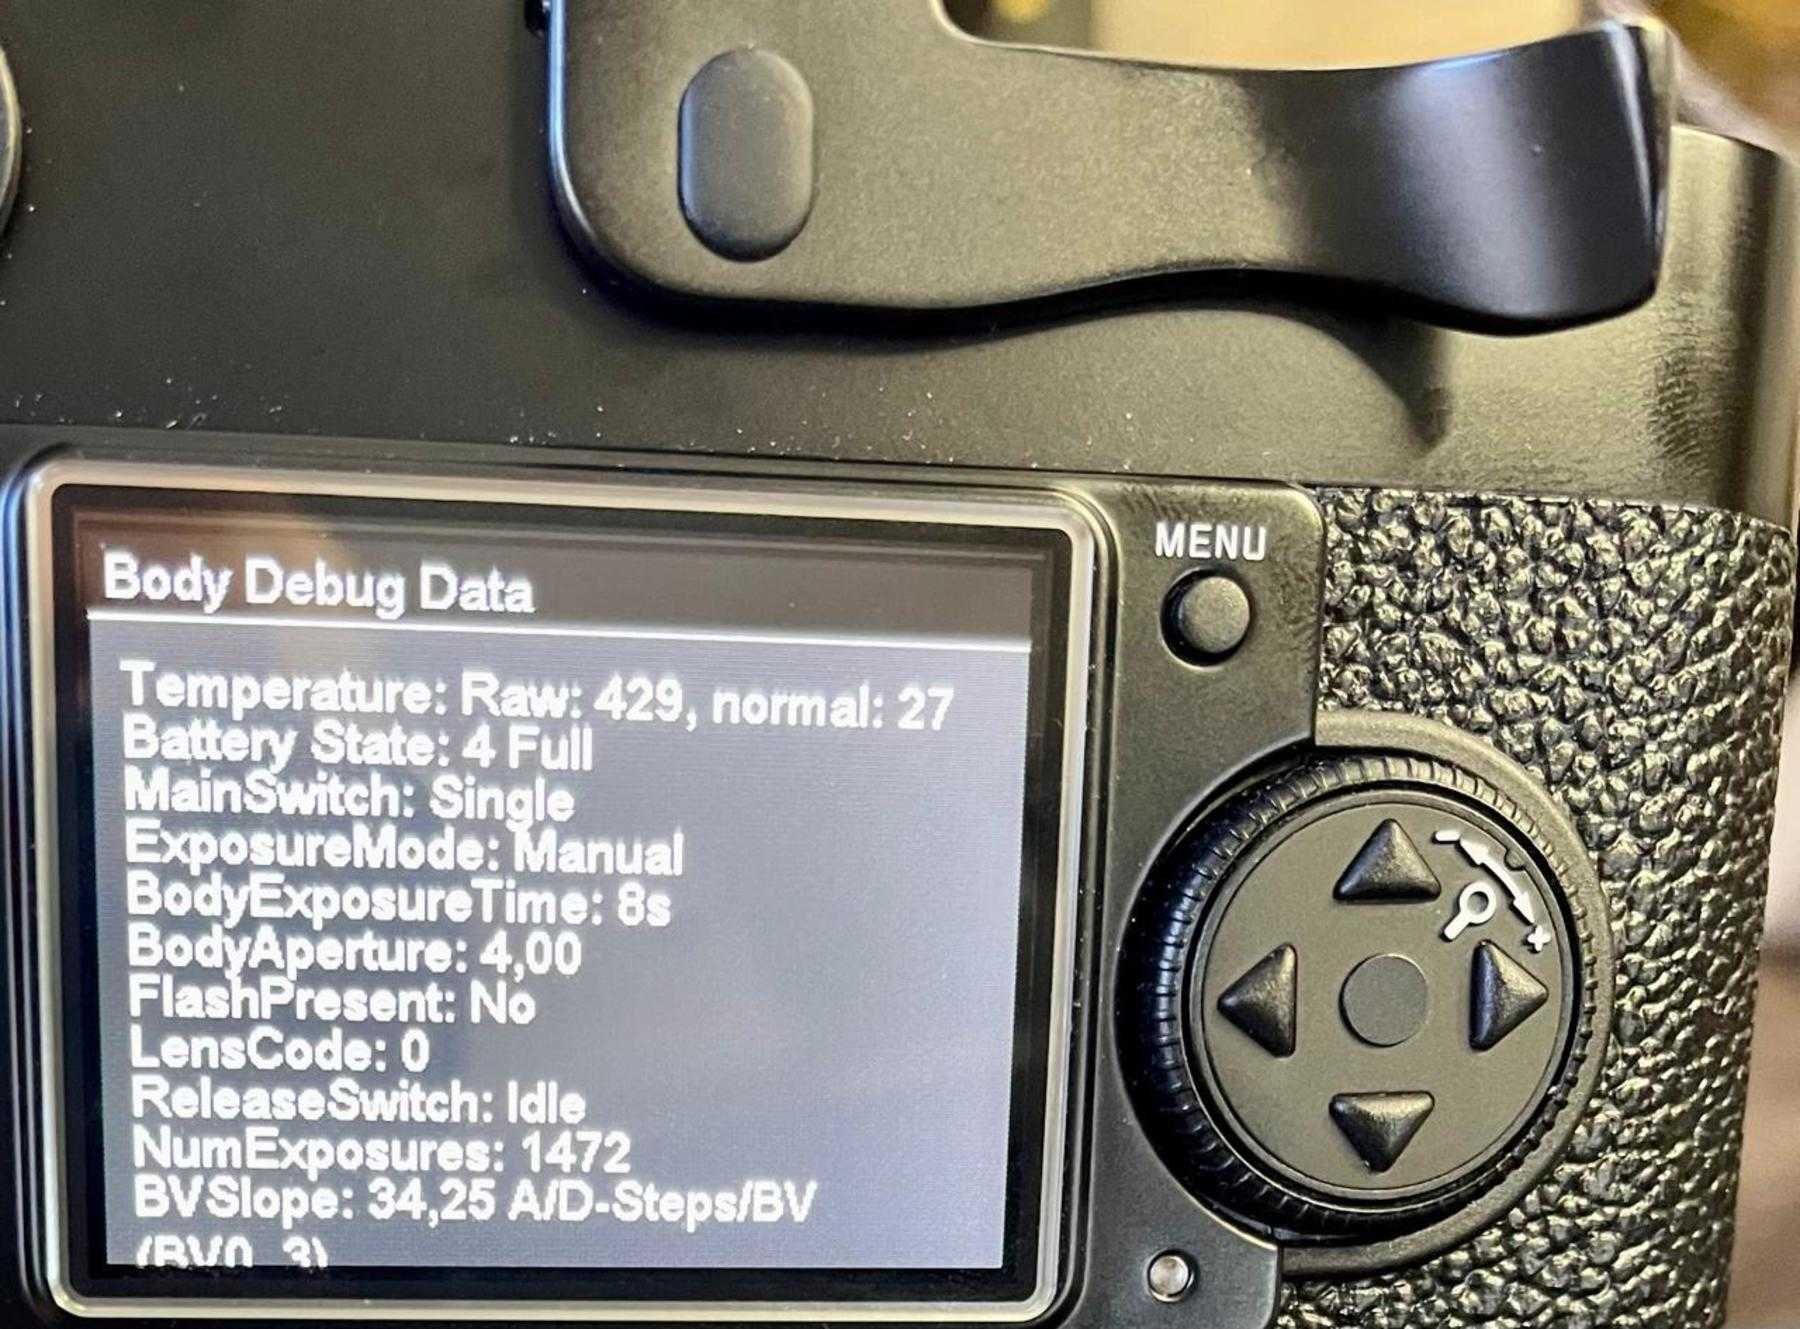 Body Debug Data
Temperature: Raw: 429, normal: 27
Battery State: 4 Full
MainSwitch: Single
ExposureMode: Manual
BodyExposureTime: 8s
BodyAperture: 4,00
FlashPresent: No
LensCode: 0
ReleaseSwitch: Idle
NumExposures: 1472
BVSlope: 34,25 A/D-Steps/BV
MENU
- +